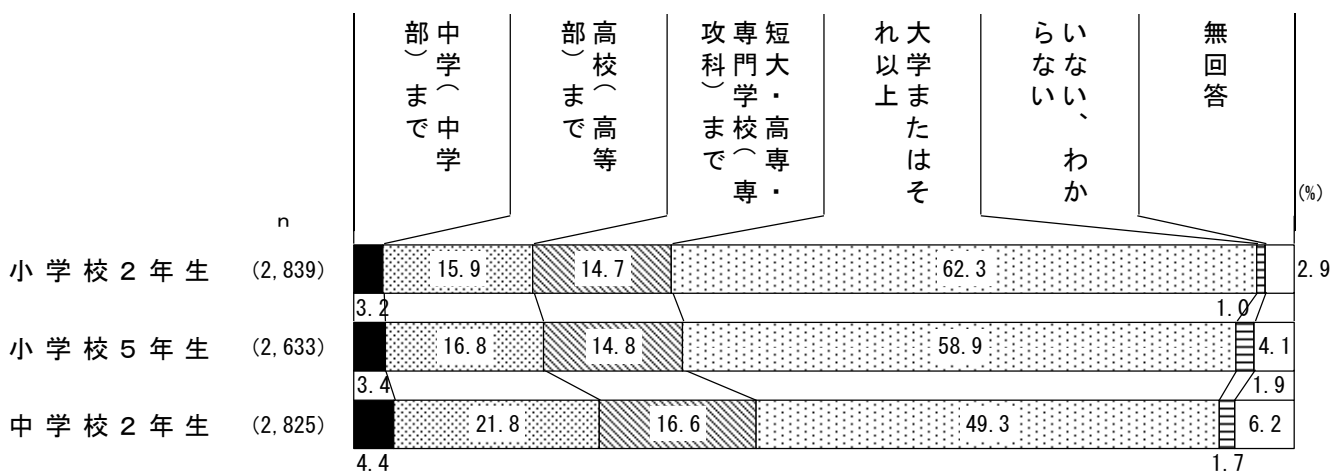 中学（中学
部）まで
高校（高等
部）まで
短大・高専・
専門学校（専
攻科）まで
大学またはそ
れ以上
いない、わか
らない
無回答
(%)
n
小学校２年生 (2,839) 15.9 14.7 62.3 2.9
3.2 1.0
小学校５年生 (2,633) 16.8 14.8 58.9 4.1
3.4 1.9
中学校２年生 (2,825) 21.8 16.6 49.3 6.2
4.4 1.7